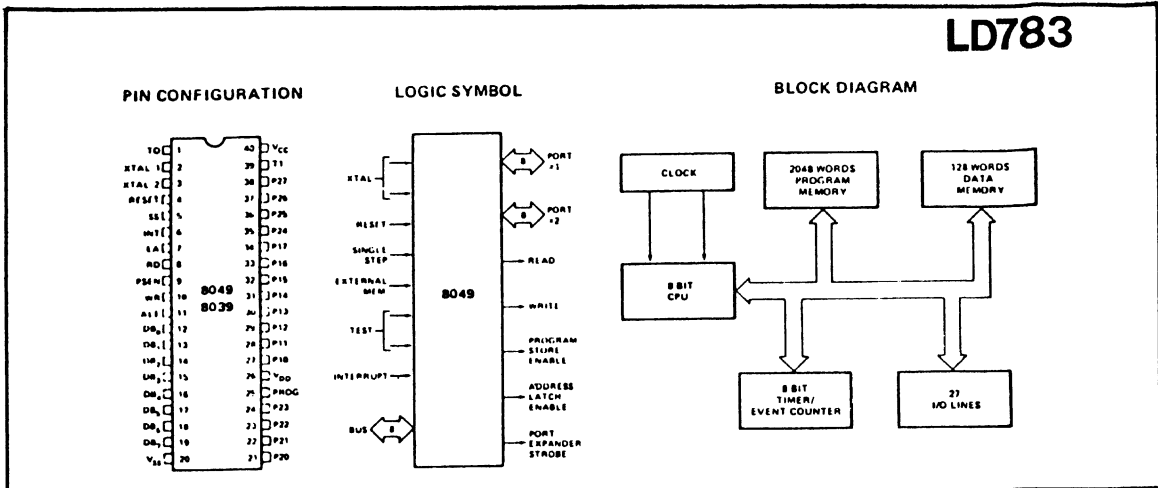 LD783
PIN CONFIGURATION
TO 1
XTAL 1 2
XTAL 2 3
RESET 4
SS 5
INT 6
EA 7
RD 8
PSEN 9
WR 10
ALE 11
DB0 12
DB1 13
DB2 14
DB3 15
DB4 16
DB5 17
DB6 18
DB7 19
VSS 20
8049
8039
40 VCC
39 T1
38 P27
37 P26
36 P25
35 P24
34 P17
33 P16
32 P15
31 P14
30 P13
29 P12
28 P11
27 P10
26 VDD
25 PROG
24 P23
23 P22
22 P21
21 P20
LOGIC SYMBOL
XTAL
RESET
SINGLE
STEP
EXTERNAL
MEM
TEST
INTERRUPT
BUS 8
8049
8 PORT
#1
8 PORT
#2
READ
WRITE
PROGRAM
STORE
ENABLE
ADDRESS
LATCH
ENABLE
PORT
EXPANDER
STROBE
BLOCK DIAGRAM
CLOCK
2048 WORDS
PROGRAM
MEMORY
128 WORDS
DATA
MEMORY
8 BIT
CPU
8 BIT
TIMER/
EVENT COUNTER
27
I/O LINES